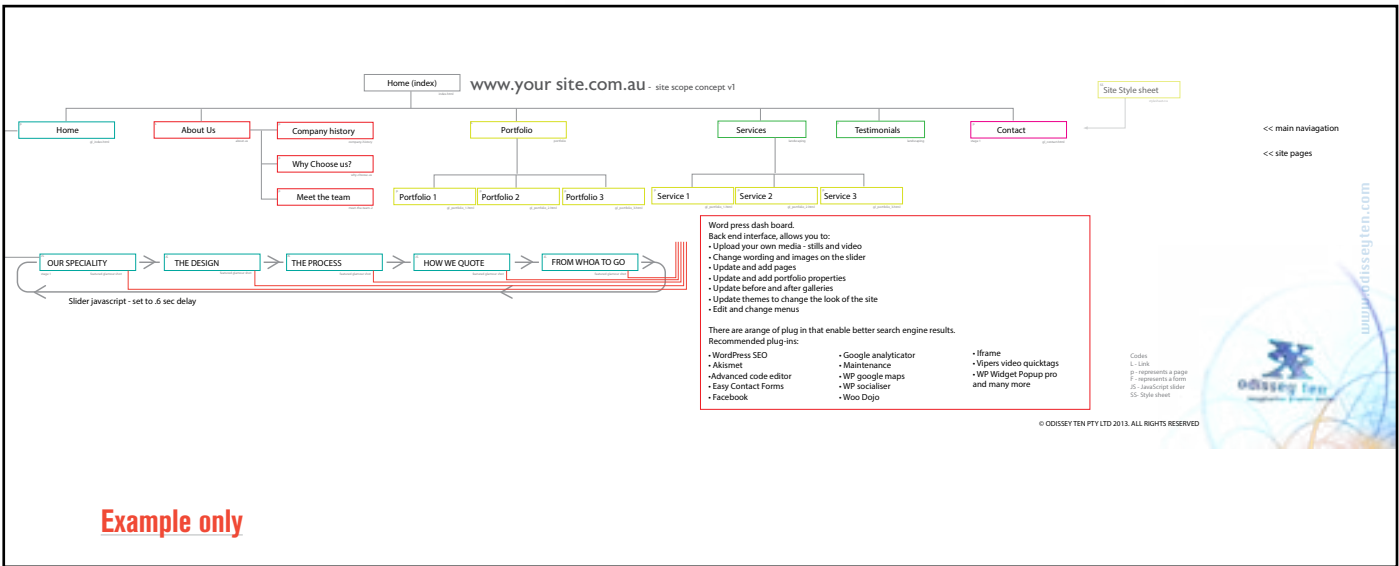 Home (index)
www.your site.com.au - site scope concept v1
Site Style sheet
Home
About Us
Company history
Portfolio
Services
Testimonials
Contact
<< main naviagation
Why Choose us?
<< site pages
Meet the team
Portfolio 1
Portfolio 2
Portfolio 3
Service 1
Service 2
Service 3
www.odisseyten.com
OUR SPECIALITY
THE DESIGN
THE PROCESS
HOW WE QUOTE
FROM WHOA TO GO
Slider javascript - set to .6 sec delay
Word press dash board.
Back end interface, allows you to:
• Upload your own media - stills and video
• Change wording and images on the slider
• Update and add pages
• Update and add portfolio properties
• Update before and after galleries
• Update themes to change the look of the site
• Edit and change menus
There are arange of plug in that enable better search engine results.
Recommended plug-ins:
• WordPress SEO
• Akismet
•Advanced code editor
• Easy Contact Forms
• Facebook
• Google analyticator
• Maintenance
• WP google maps
• WP socialiser
• Woo Dojo
• Iframe
• Vipers video quicktags
• WP Widget Popup pro
and many more
Codes
L - Link
p - represents a page
F - represents a form
JS - JavaScript slider
SS- Style sheet
odissey ten
© ODISSEY TEN PTY LTD 2013. ALL RIGHTS RESERVED
Example only